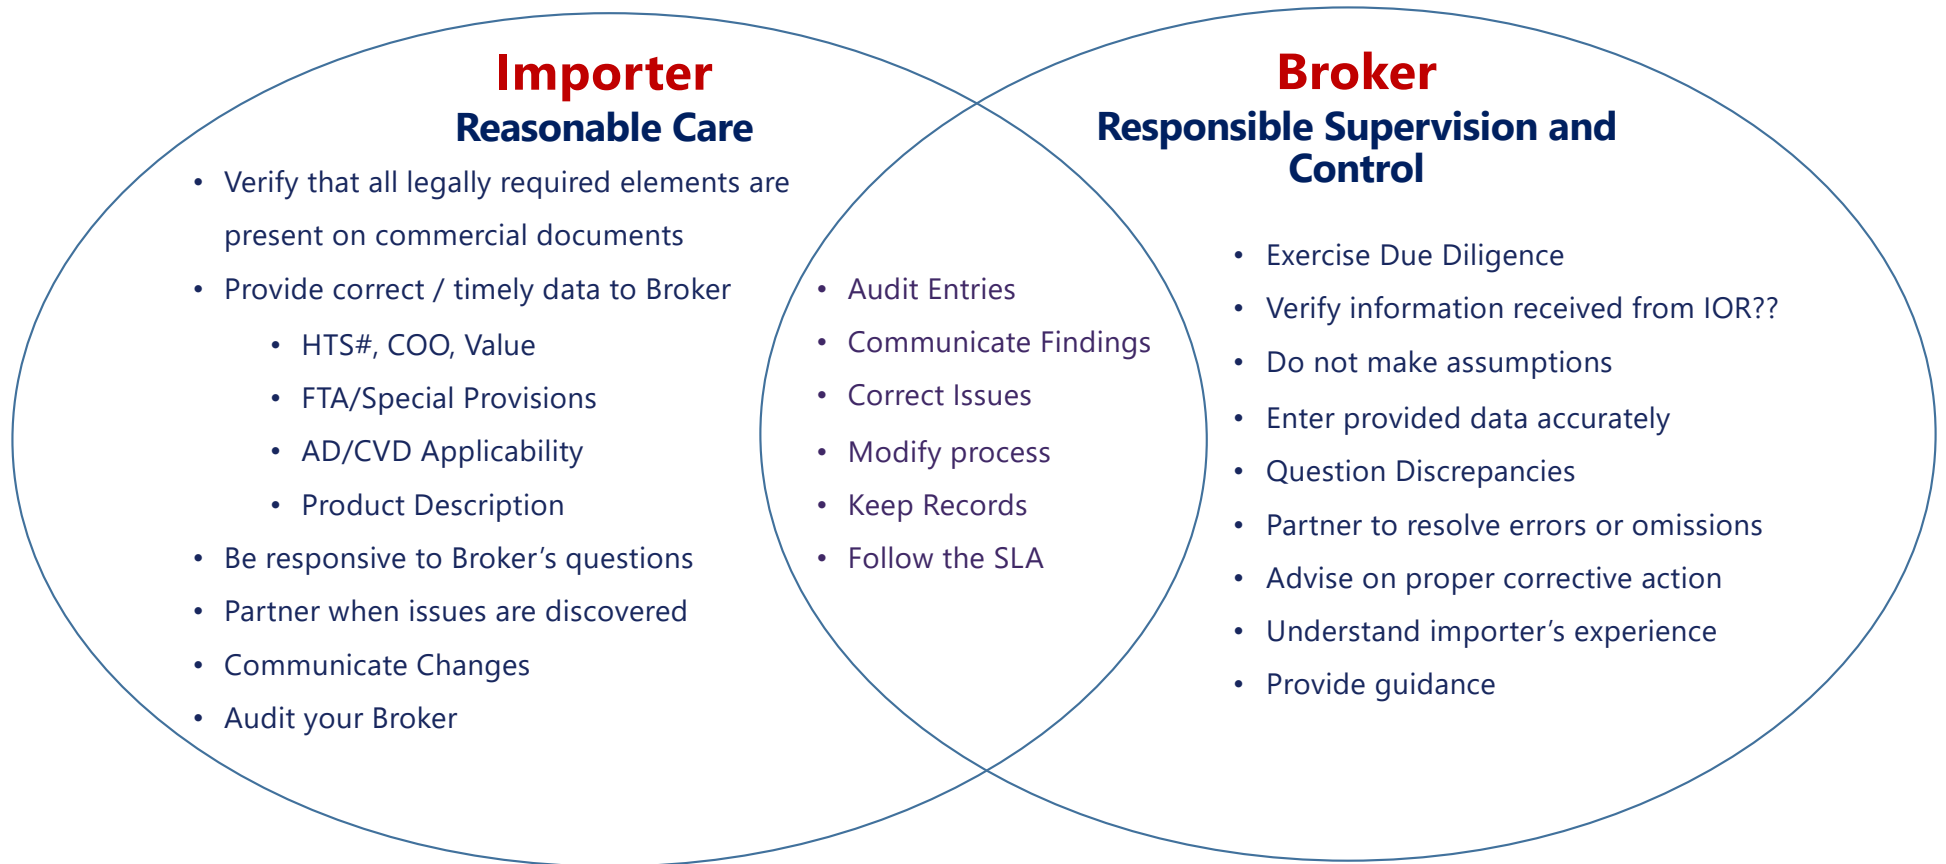 Importer
Reasonable Care
• Verify that all legally required elements are
present on commercial documents
• Provide correct / timely data to Broker
• HTS#, COO, Value
• FTA/Special Provisions
• AD/CVD Applicability
• Product Description
• Be responsive to Broker’s questions
• Partner when issues are discovered
• Communicate Changes
• Audit your Broker
• Audit Entries
• Communicate Findings
• Correct Issues
• Modify process
• Keep Records
• Follow the SLA
Broker
Responsible Supervision and
Control
• Exercise Due Diligence
• Verify information received from IOR??
• Do not make assumptions
• Enter provided data accurately
• Question Discrepancies
• Partner to resolve errors or omissions
• Advise on proper corrective action
• Understand importer’s experience
• Provide guidance